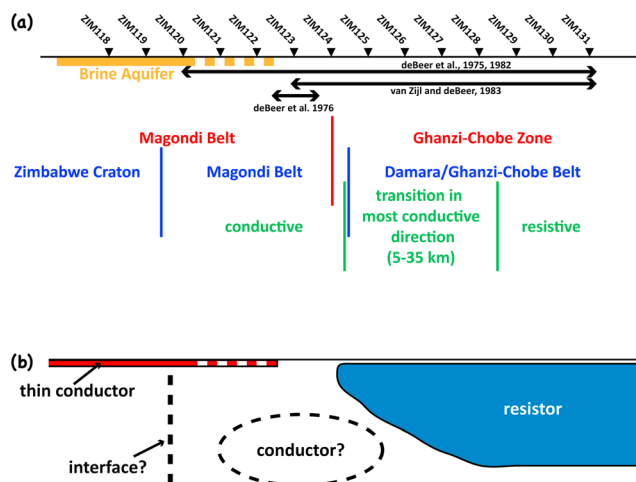 (a)
ZIM118 ZIM119 ZIM120 ZIM121 ZIM122 ZIM123 ZIM124 ZIM125 ZIM126 ZIM127 ZIM128 ZIM129 ZIM130 ZIM131
Brine Aquifer
deBeer et al., 1975, 1982
van Zijl and deBeer, 1983
deBeer et al. 1976
Magondi Belt
Ghanzi-Chobe Zone
Zimbabwe Craton
Magondi Belt
Damara/Ghanzi-Chobe Belt
conductive
transition in
most conductive
direction
(5-35 km)
resistive
(b)
thin conductor
interface?
conductor?
resistor